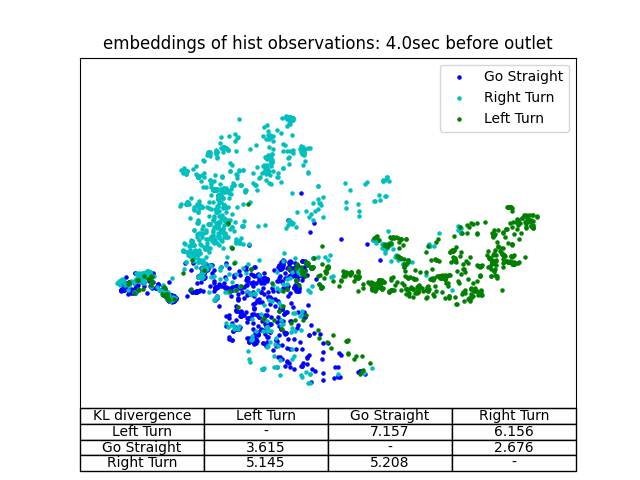 embeddings of hist observations: 4.0sec before outlet
Go Straight
Right Turn
Left Turn
KL divergence Left Turn Go Straight Right Turn
Left Turn - 7.157 6.156
Go Straight 3.615 - 2.676
Right Turn 5.145 5.208 -